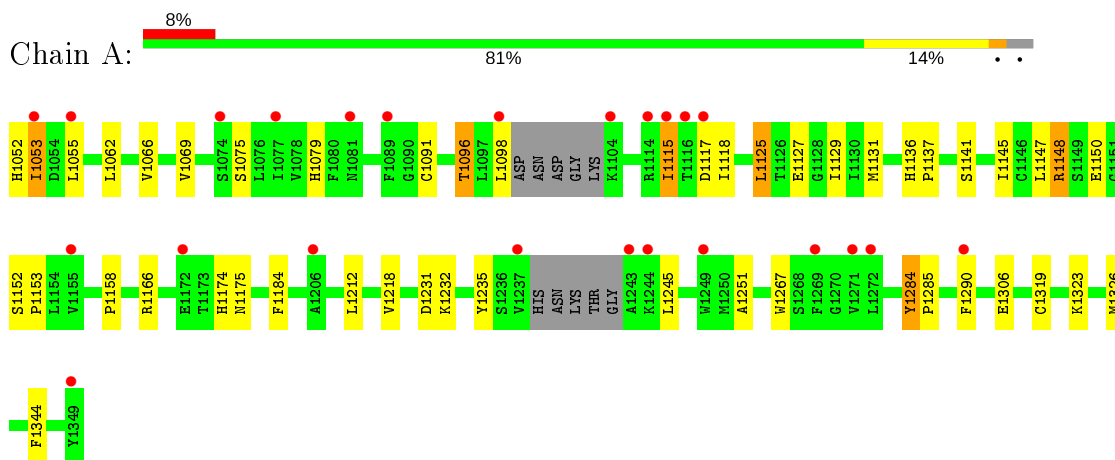 8%
Chain A:
81% 14% . .
H1052 I1053 D1054 L1055 L1062 V1066 V1069 S1074 S1075 L1076 I1077 V1078 H1079 F1080 N1081 F1089 G1090 C1091 T1096 L1097 L1098 ASP ASN ASP GLY LYS K1104 R1114 I1115 T1116 D1117 I1118 L1125 T1126 E1127 G1128 I1129 I1130 M1131 H1136 P1137 S1141 I1145 C1146 L1147 R1148 S1149 E1150 G1151
S1152 P1153 L1154 V1155 P1158 R1166 E1172 T1173 H1174 N1175 F1184 A1206 L1212 V1218 D1231 K1232 Y1235 S1236 V1237 HIS ASN LYS THR GLY A1243 K1244 L1245 W1249 M1250 A1251 W1267 S1268 F1269 G1270 V1271 L1272 Y1284 P1285 F1290 E1306 C1319 K1323 M1326
F1344 Y1349